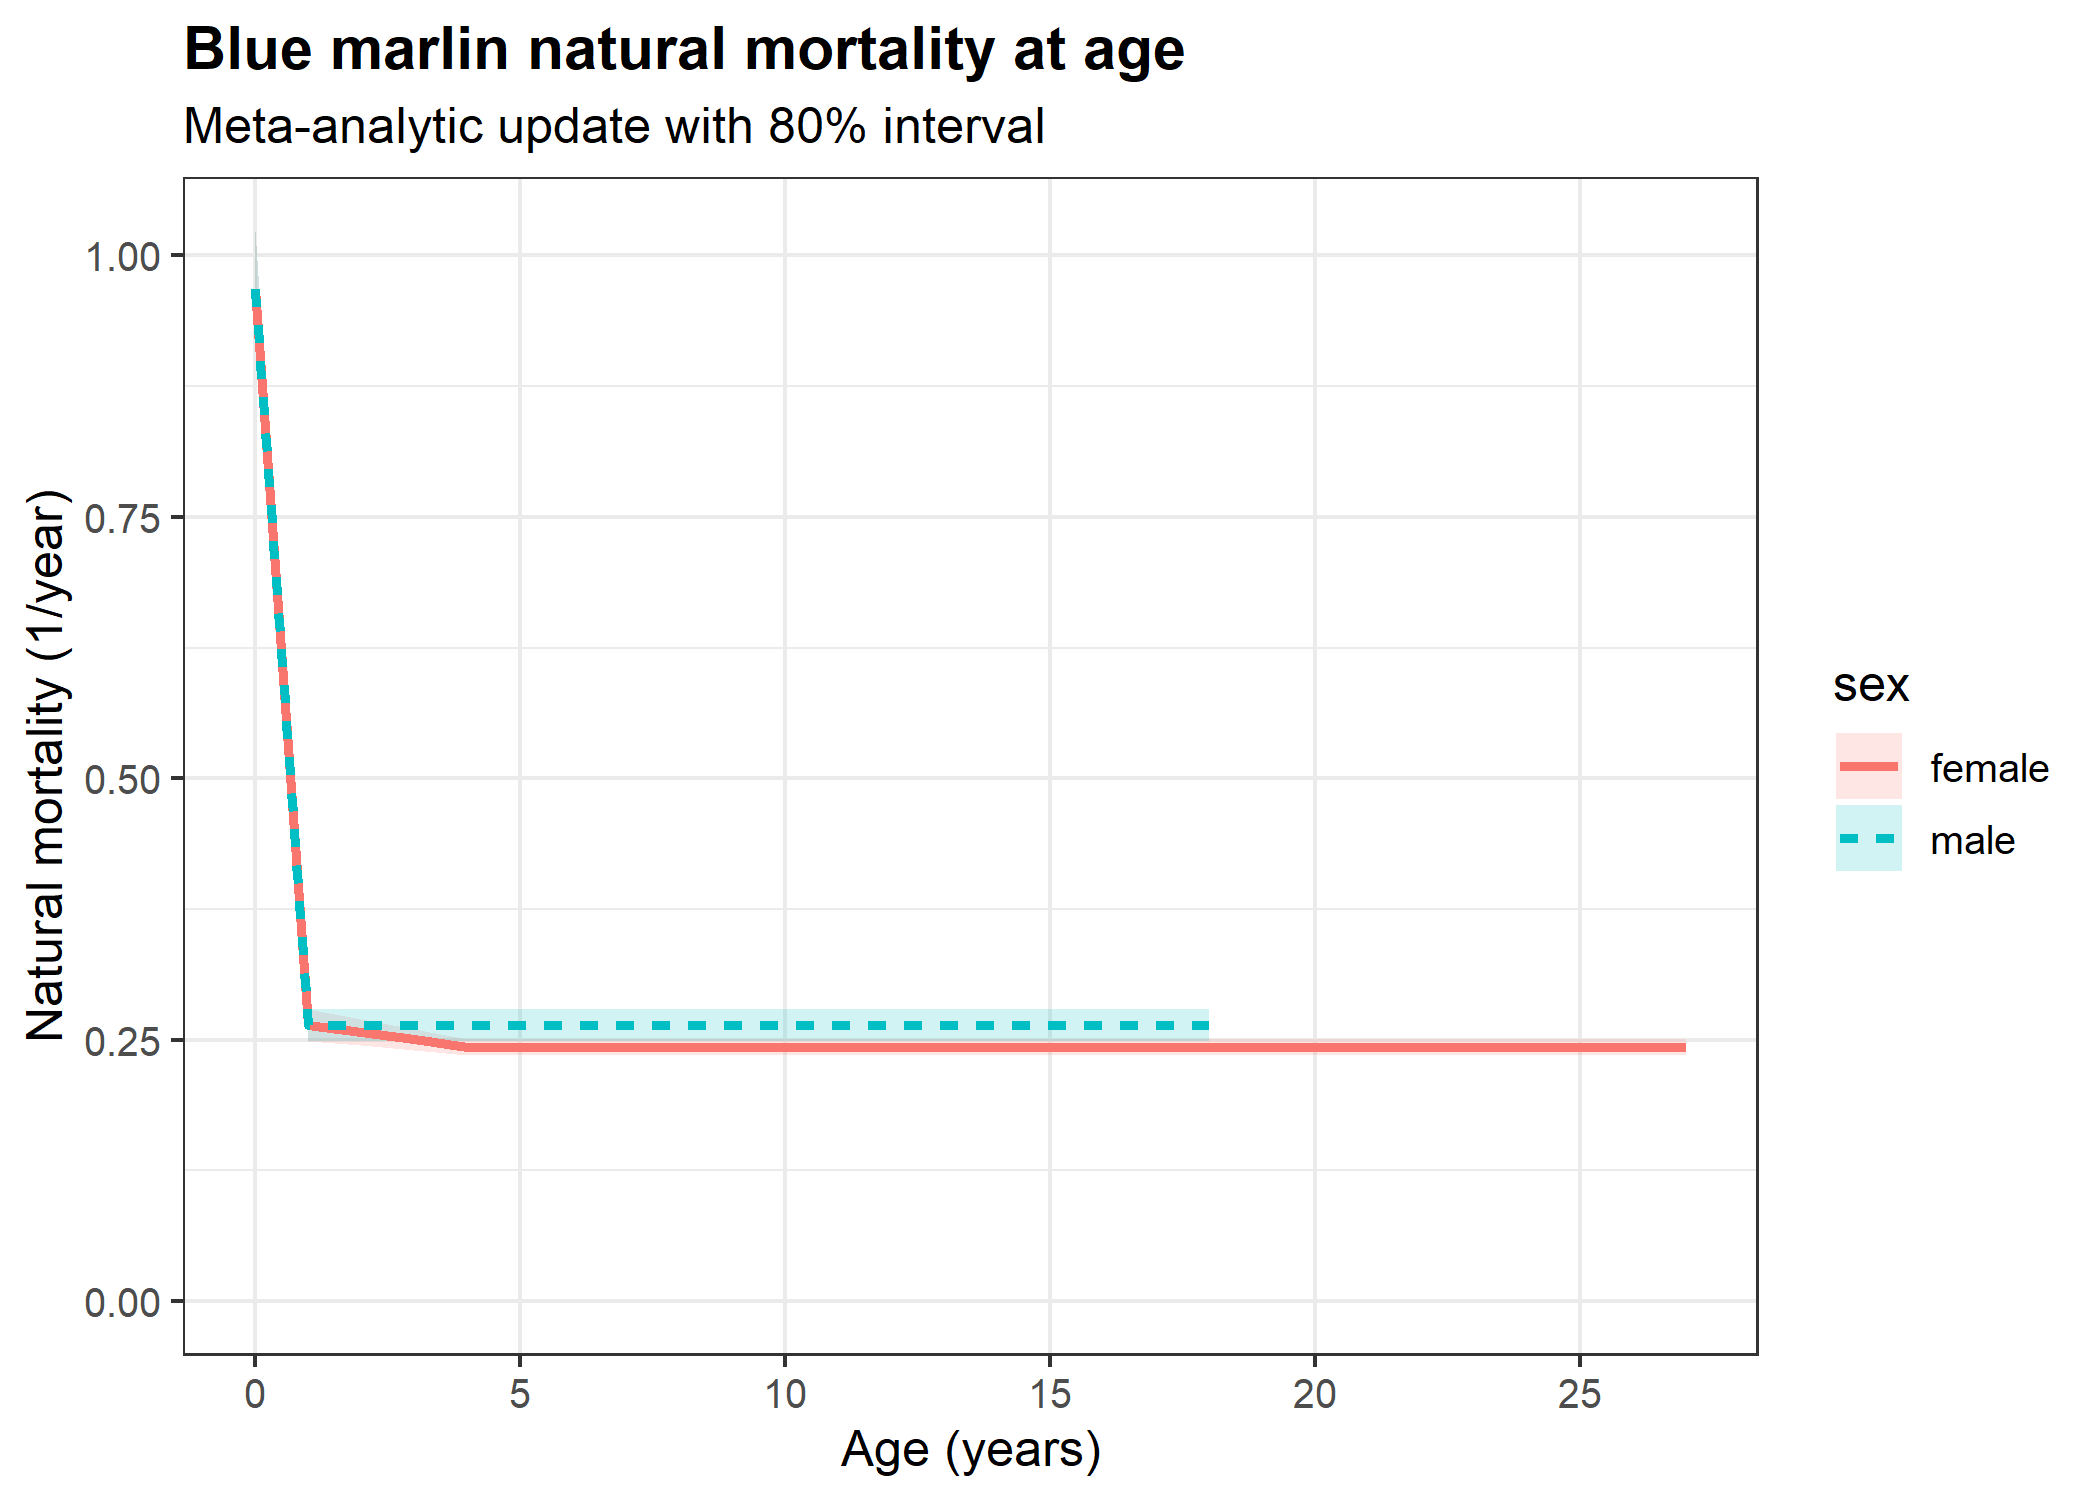 Blue marlin natural mortality at age
Meta-analytic update with 80% interval
Natural mortality (1/year)
1.00
0.75
0.50
0.25
0.00
0 5 10 15 20 25
Age (years)
sex
female
male